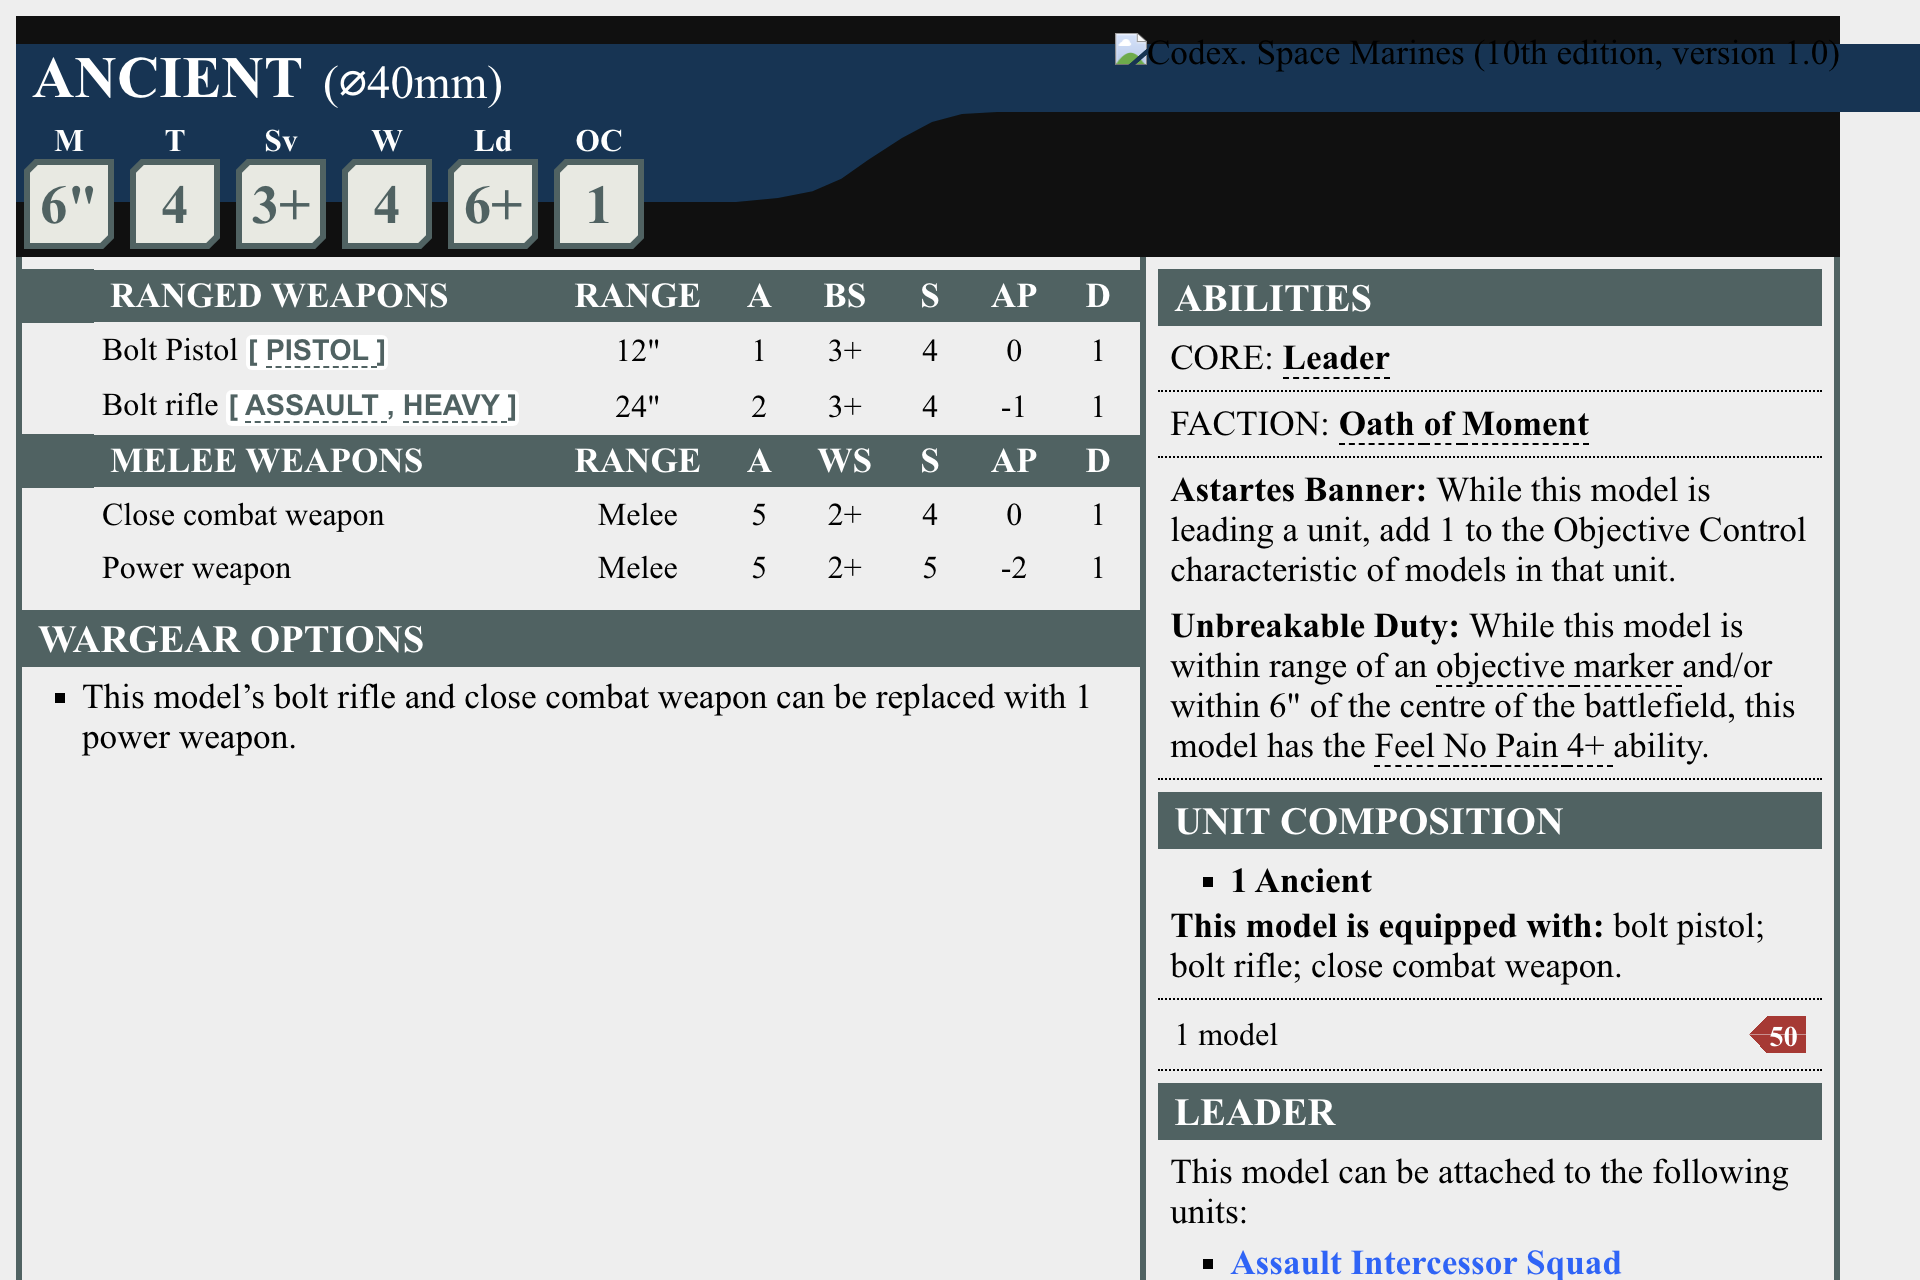 Codex. Space Marines (10th edition, version 1.0)
ANCIENT (⌀40mm)
M T Sv W Ld OC
6" 4 3+ 4 6+ 1
RANGED WEAPONS RANGE A BS S AP D
Bolt Pistol [ PISTOL ] 12" 1 3+ 4 0 1
Bolt rifle [ ASSAULT , HEAVY ] 24" 2 3+ 4 -1 1
MELEE WEAPONS RANGE A WS S AP D
Close combat weapon Melee 5 2+ 4 0 1
Power weapon Melee 5 2+ 5 -2 1
WARGEAR OPTIONS
▪ This model’s bolt rifle and close combat weapon can be replaced with 1
power weapon.
ABILITIES
CORE: Leader
FACTION: Oath of Moment
Astartes Banner: While this model is
leading a unit, add 1 to the Objective Control
characteristic of models in that unit.
Unbreakable Duty: While this model is
within range of an objective marker and/or
within 6" of the centre of the battlefield, this
model has the Feel No Pain 4+ ability.
UNIT COMPOSITION
▪ 1 Ancient
This model is equipped with: bolt pistol;
bolt rifle; close combat weapon.
1 model 50
LEADER
This model can be attached to the following
units:
▪ Assault Intercessor Squad